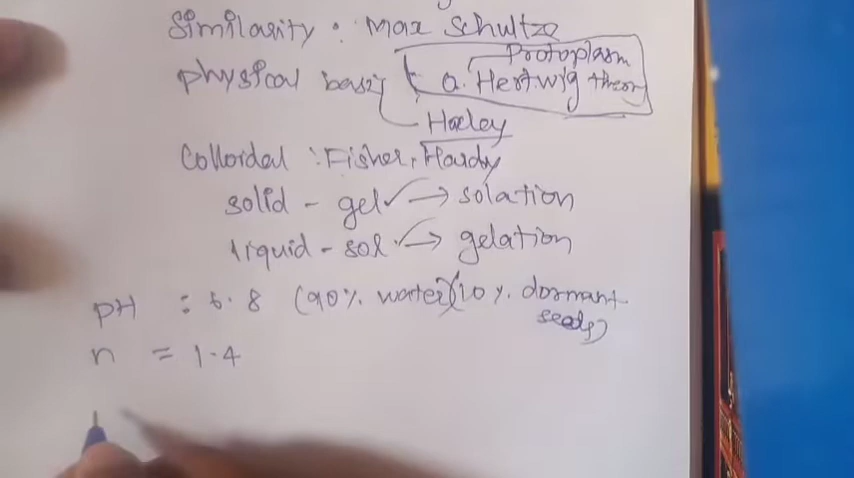 Similarity : Max Schultze
Protoplasm
physical basis O. Hertwig theory
Huxley
Colloidal : Fisher, Hardy
solid - gel → solation
liquid - sol → gelation
pH : 6.8 (90% water) (10% dormant
seeds)
n = 1.4